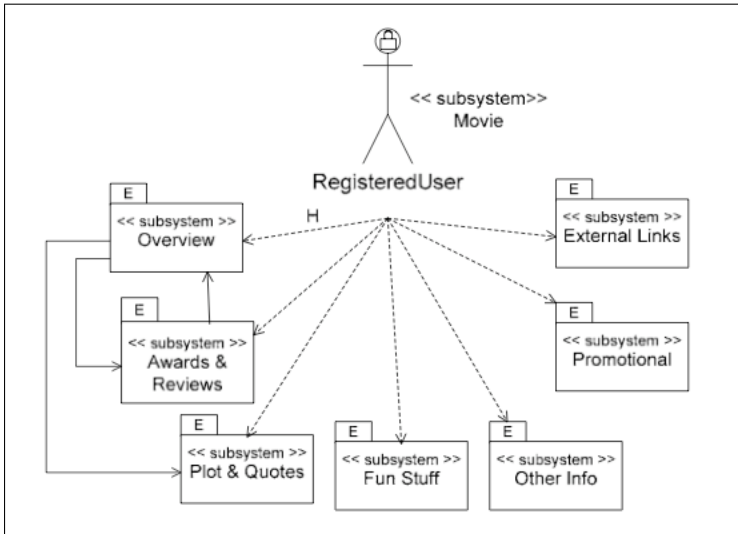 << subsystem>>
Movie
RegisteredUser
H
E
<< subsystem >>
Overview
E
<< subsystem >>
External Links
E
<< subsystem >>
Awards &
Reviews
E
<< subsystem >>
Promotional
E
<< subsystem >>
Plot & Quotes
E
<< subsystem >>
Fun Stuff
E
<< subsystem >>
Other Info